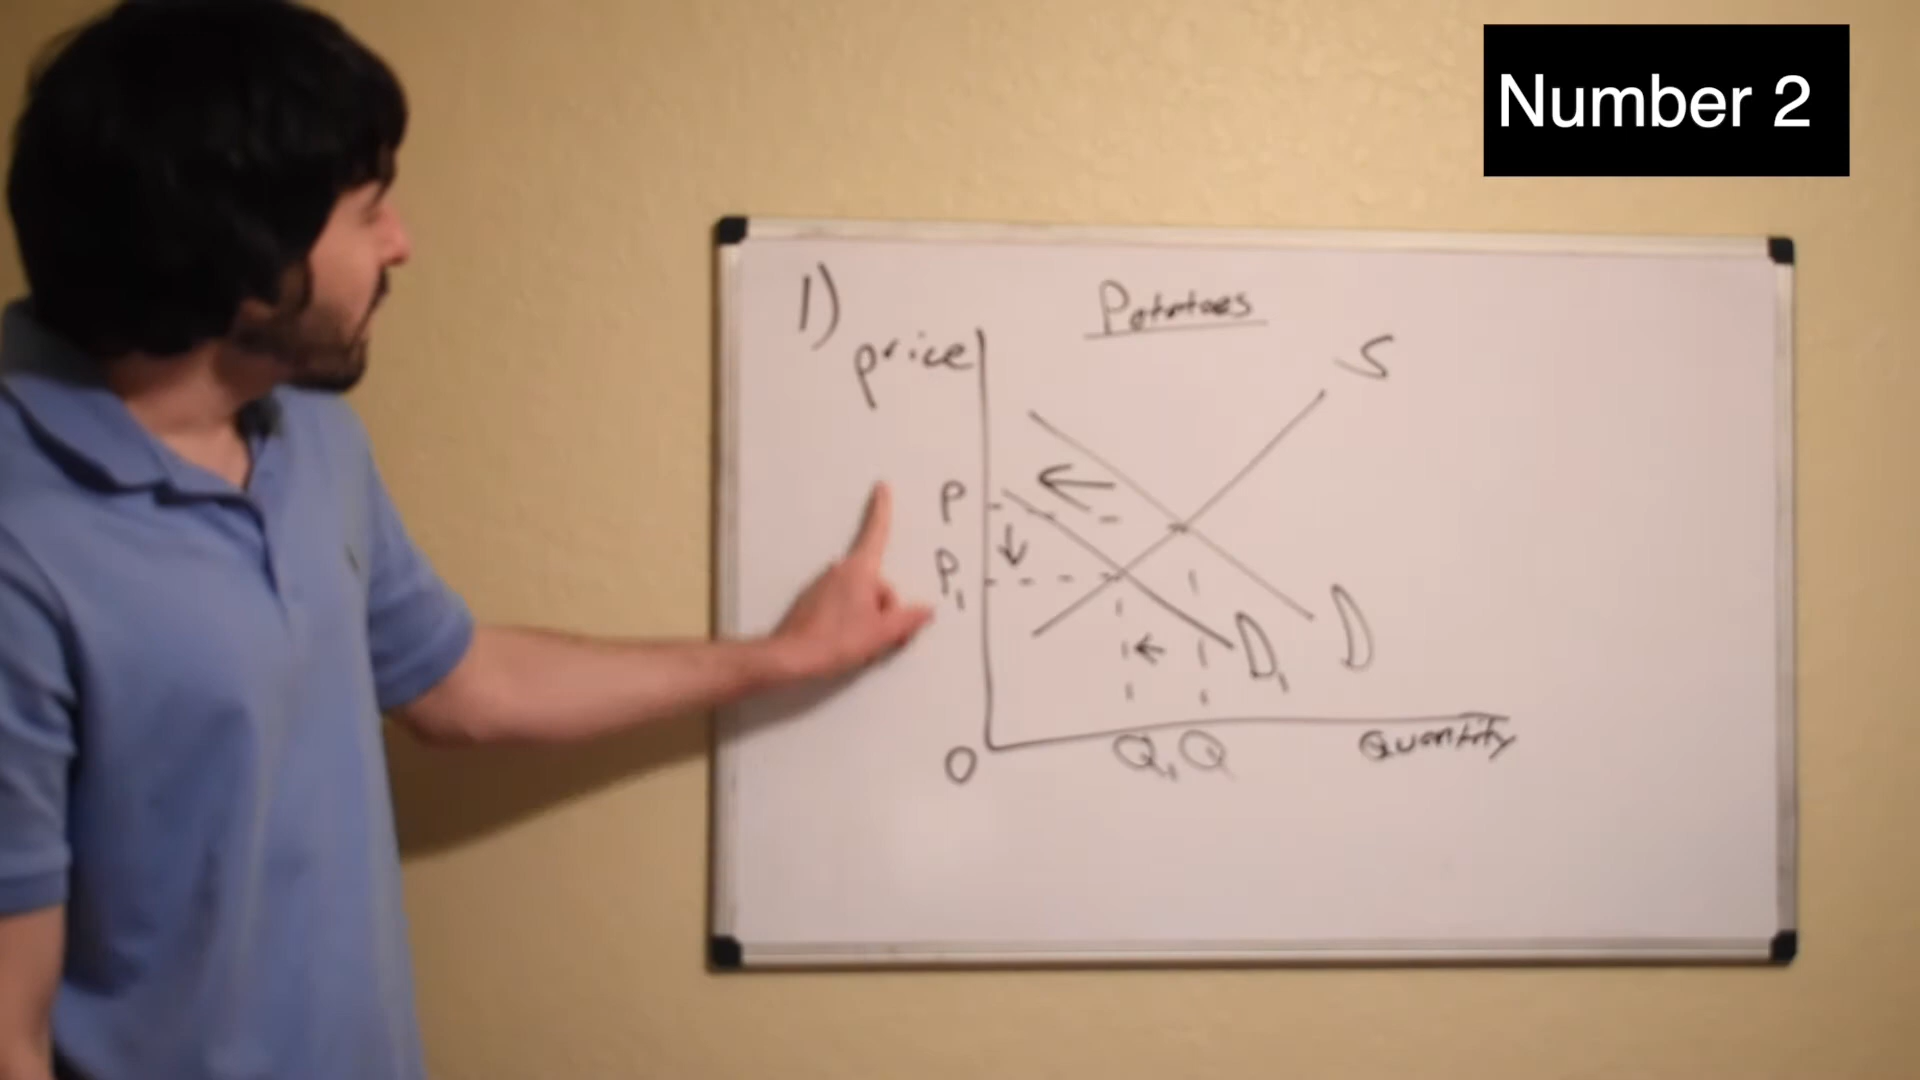 Number 2
1)
Potatoes
price
S
P
P1
D1
D
O
Q1 Q
Quantity